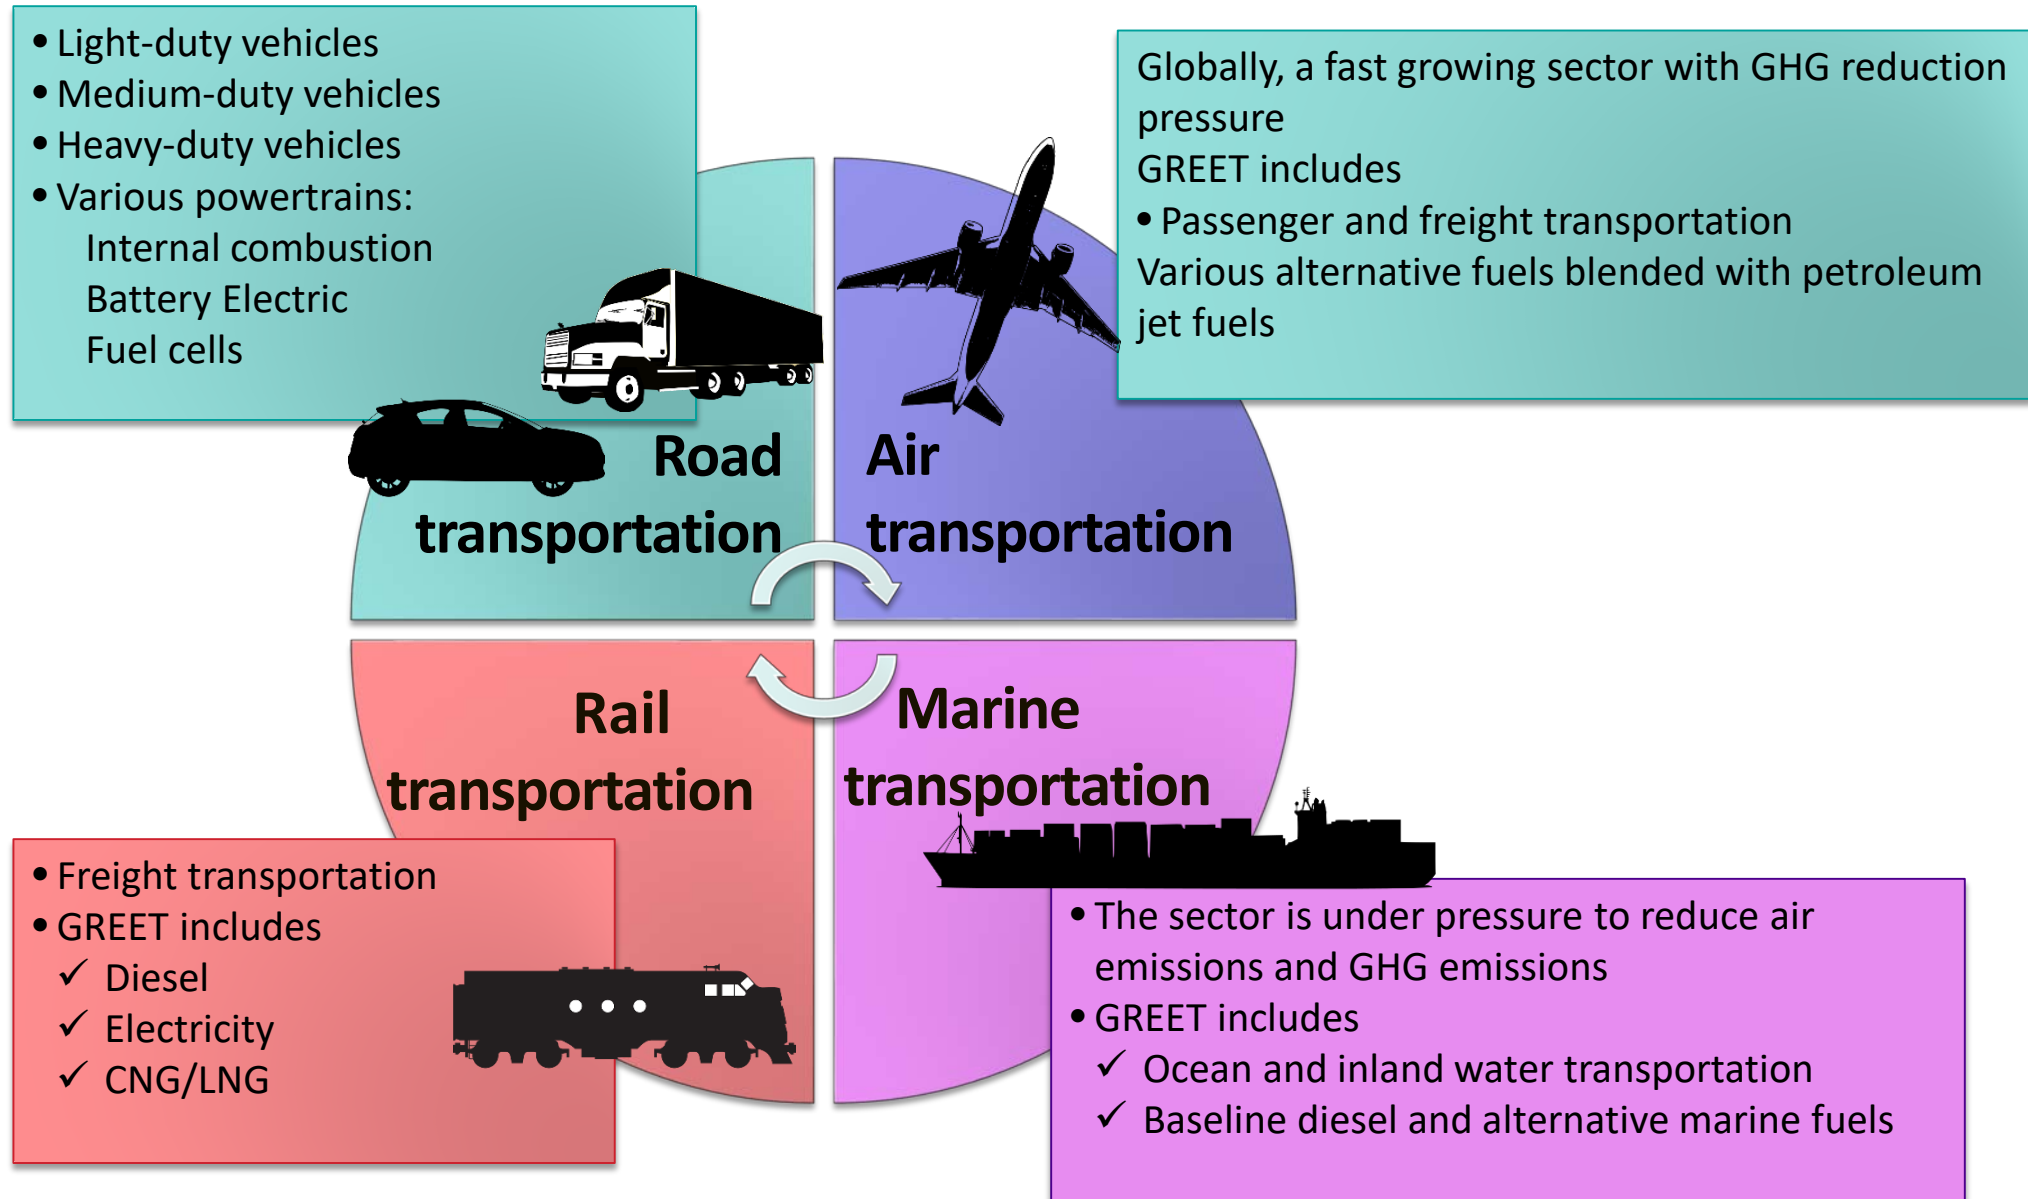 • Light-duty vehicles
• Medium-duty vehicles
• Heavy-duty vehicles
• Various powertrains:
Internal combustion
Battery Electric
Fuel cells
Globally, a fast growing sector with GHG reduction
pressure
GREET includes
• Passenger and freight transportation
Various alternative fuels blended with petroleum
jet fuels
Road
transportation
Air
transportation
Rail
transportation
Marine
transportation
• Freight transportation
• GREET includes
✓ Diesel
✓ Electricity
✓ CNG/LNG
• The sector is under pressure to reduce air
emissions and GHG emissions
• GREET includes
✓ Ocean and inland water transportation
✓ Baseline diesel and alternative marine fuels